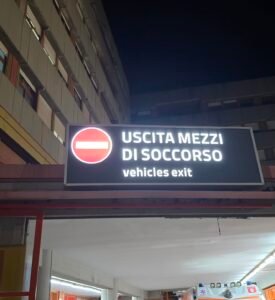 USCITA MEZZI
DI SOCCORSO
vehicles exit